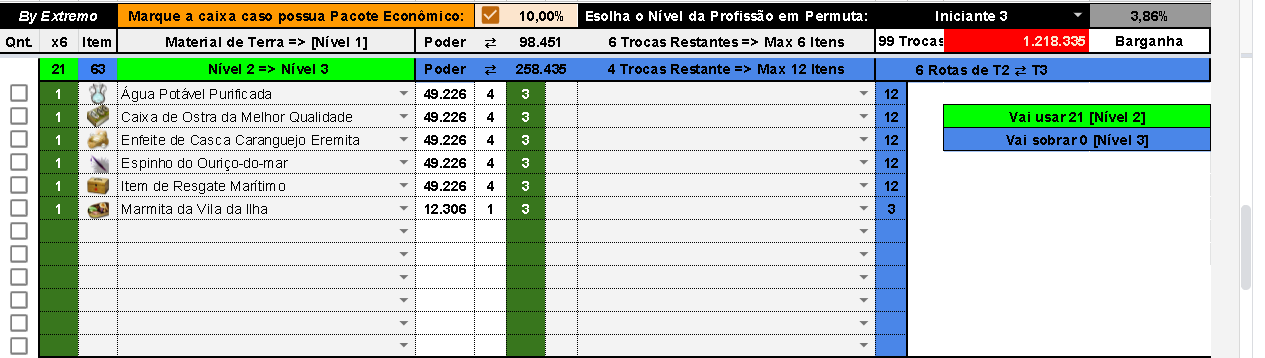 By Extremo Marque a caixa caso possua Pacote Econômico: 10,00% Esolha o Nível da Profissão em Permuta: Iniciante 3 3,86%
Qnt. x6 Item Material de Terra => [Nível 1] Poder ⇄ 98.451 6 Trocas Restantes => Max 6 Itens 99 Trocas 1.218.335 Barganha
21 63 Nível 2 => Nível 3 Poder ⇄ 258.435 4 Trocas Restante => Max 12 Itens 6 Rotas de T2 ⇄ T3
1 Água Potável Purificada 49.226 4 3 12
1 Caixa de Ostra da Melhor Qualidade 49.226 4 3 12 Vai usar 21 [Nível 2]
1 Enfeite de Casca Caranguejo Eremita 49.226 4 3 12 Vai sobrar 0 [Nível 3]
1 Espinho do Ouriço-do-mar 49.226 4 3 12
1 Item de Resgate Marítimo 49.226 4 3 12
1 Marmita da Vila da Ilha 12.306 1 3 3